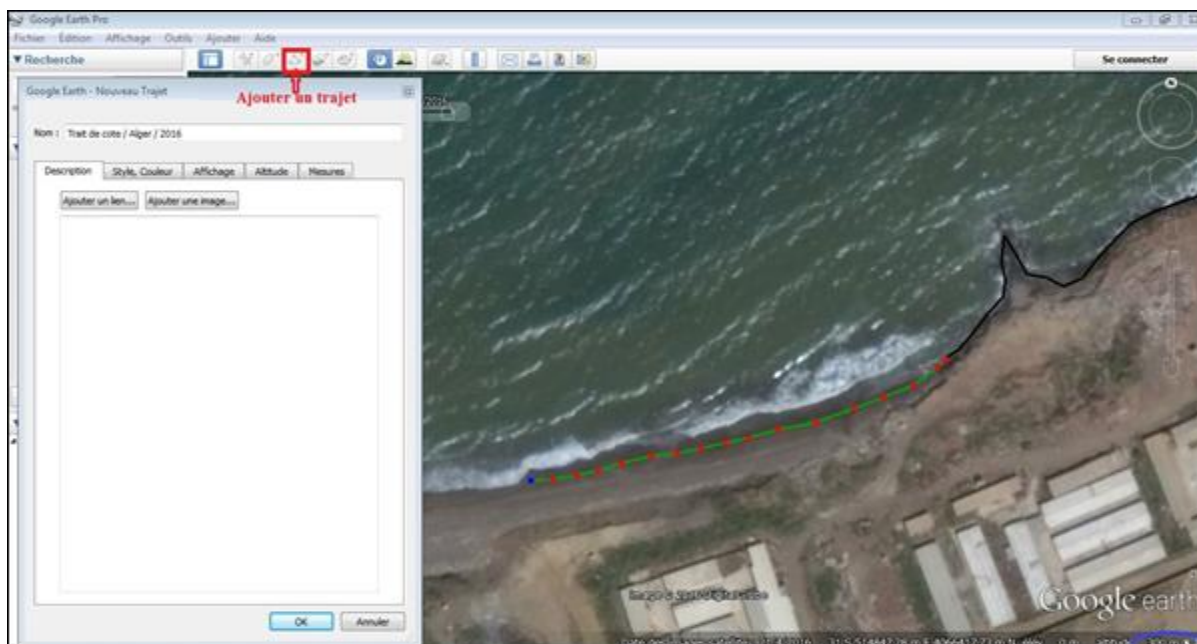 Google Earth Pro
Fichier Édition Affichage Outils Ajouter Aide
Recherche
Se connecter
Google Earth - Nouveau Trajet
Ajouter un trajet
2016
Nom : Trait de cote / Alger / 2016
Description Style, Couleur Affichage Altitude Mesures
Ajouter un lien... Ajouter une image...
OK Annuler
Google earth